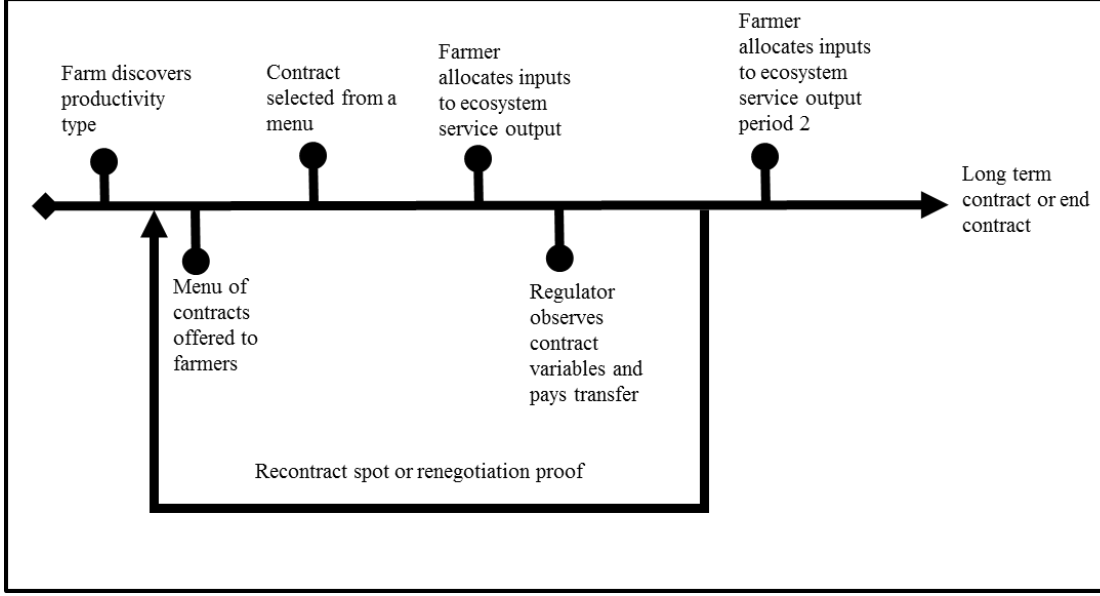 Farm discovers
productivity
type
Contract
selected from a
menu
Farmer
allocates inputs
to ecosystem
service output
Farmer
allocates inputs
to ecosystem
service output
period 2
Long term
contract or end
contract
Menu of
contracts
offered to
farmers
Regulator
observes
contract
variables and
pays transfer
Recontract spot or renegotiation proof